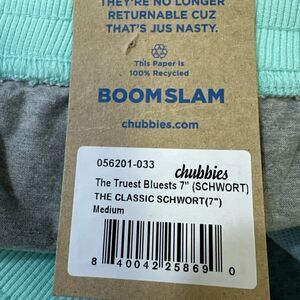 THEY'RE NO LONGER
RETURNABLE CUZ
THAT'S JUS NASTY.
This Paper is
100% Recycled
BOOMSLAM
chubbies.com
056201-033
chubbies
The Truest Bluests 7" (SCHWORT)
THE CLASSIC SCHWORT(7")
Medium
8 40042 25869 0